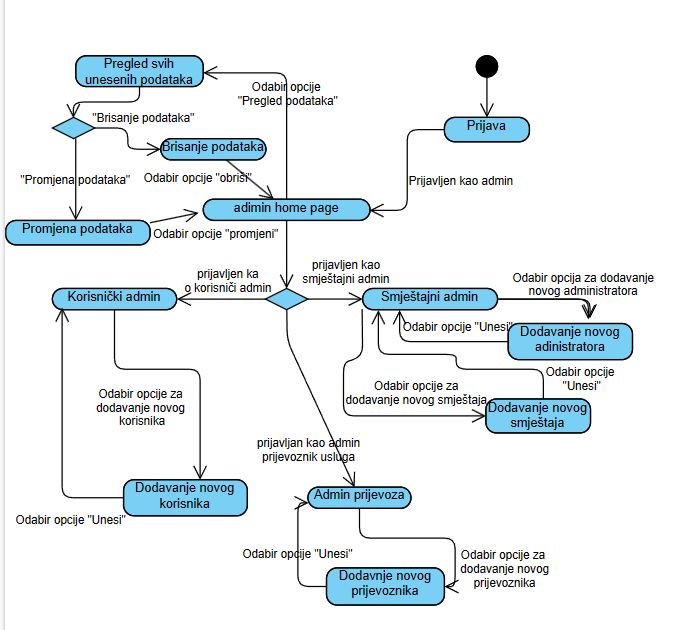 Pregled svih
unesenih podataka
Odabir opcije
"Pregled podataka"
"Brisanje podataka"
Prijava
Brisanje podataka
"Promjena podataka"
Odabir opcije "obriši"
Prijavljen kao admin
adimin home page
Promjena podataka
Odabir opcije "promjeni"
prijavljen ka
o korisniči admin
prijavljen kao
smještajni admin
Odabir opcija za dodavanje
novog administratora
Korisnički admin
Smještajni admin
Odabir opcije "Unesi"
Dodavanje novog
adinistratora
Odabir opcije
"Unesi"
Odabir opcije za
dodavanje novog smještaja
Odabir opcije za
dodavanje novog
korisnika
Dodavanje novog
smještaja
prijavljan kao admin
prijevoznik usluga
Dodavanje novog
korisnika
Admin prijevoza
Odabir opcije "Unesi"
Odabir opcije "Unesi"
Odabir opcije za
dodavanje novog
prijevoznika
Dodavnje novog
prijevoznika